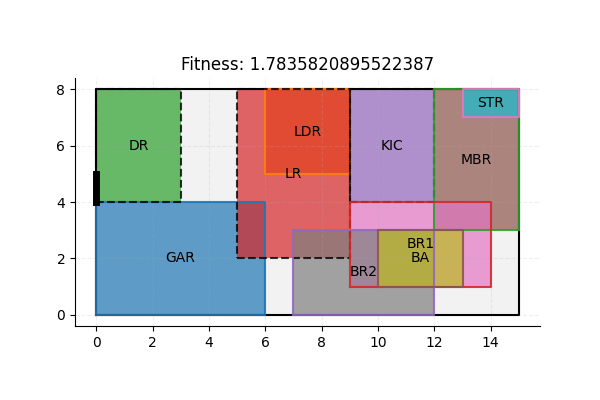 Fitness: 1.7835820895522387
8
6
4
2
0
STR
LDR
DR
KIC
MBR
LR
BR1
GAR
BA
BR2
0
2
4
6
8
10
12
14